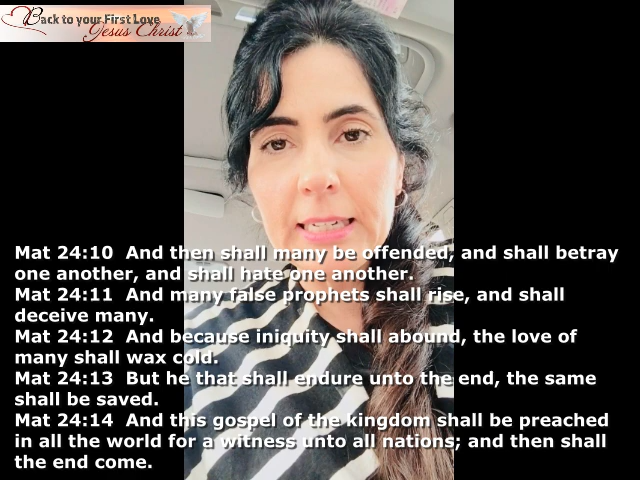 Back to your First Love
Jesus Christ
Mat 24:10  And then shall many be offended, and shall betray
one another, and shall hate one another.
Mat 24:11  And many false prophets shall rise, and shall
deceive many.
Mat 24:12  And because iniquity shall abound, the love of
many shall wax cold.
Mat 24:13  But he that shall endure unto the end, the same
shall be saved.
Mat 24:14  And this gospel of the kingdom shall be preached
in all the world for a witness unto all nations; and then shall
the end come.